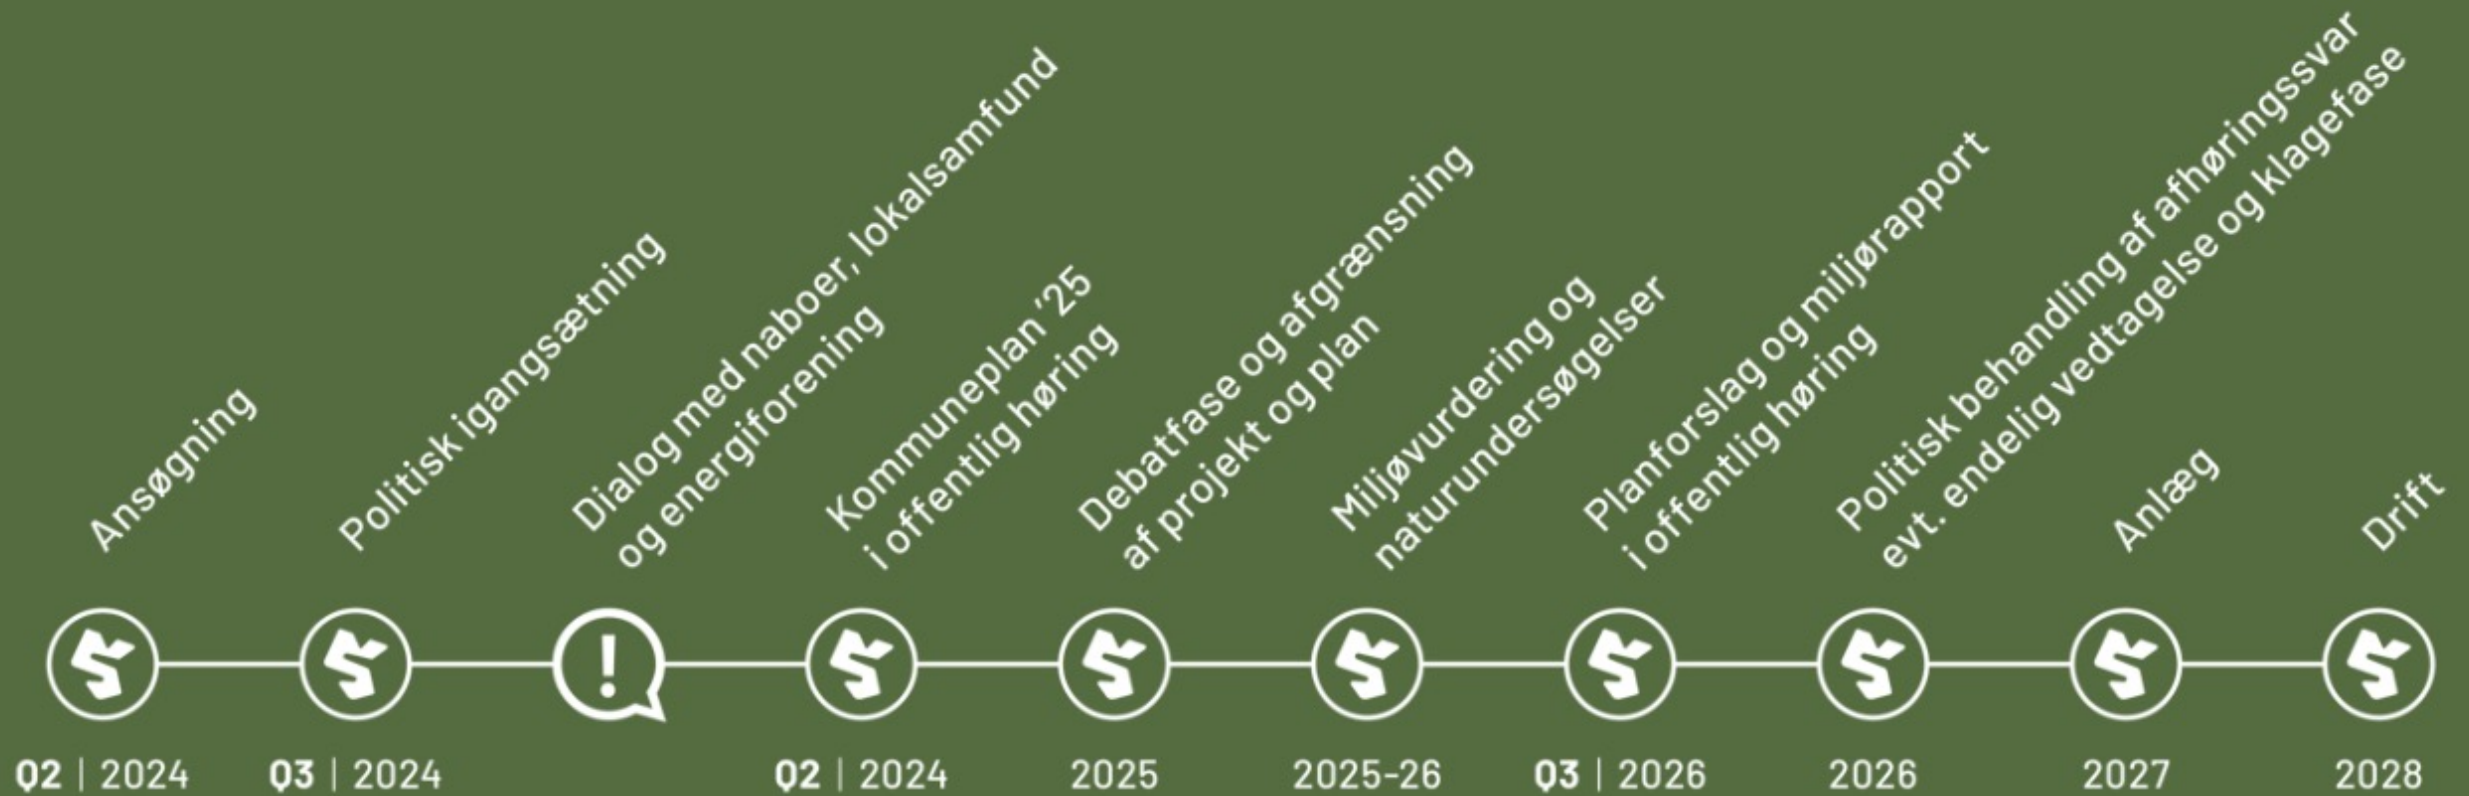 Ansøgning
Politisk igangsætning
Dialog med naboer, lokalsamfund
og energiforening
Kommuneplan '25
i offentlig høring
Debatfase og afgrænsning
af projekt og plan
Miljøvurdering og
naturundersøgelser
Planforslag og miljørapport
i offentlig høring
Politisk behandling af afhøringssvar
evt. endelig vedtagelse og klagefase
Anlæg
Drift
!
Q2 | 2024
Q3 | 2024
Q2 | 2024
2025
2025-26
Q3 | 2026
2026
2027
2028